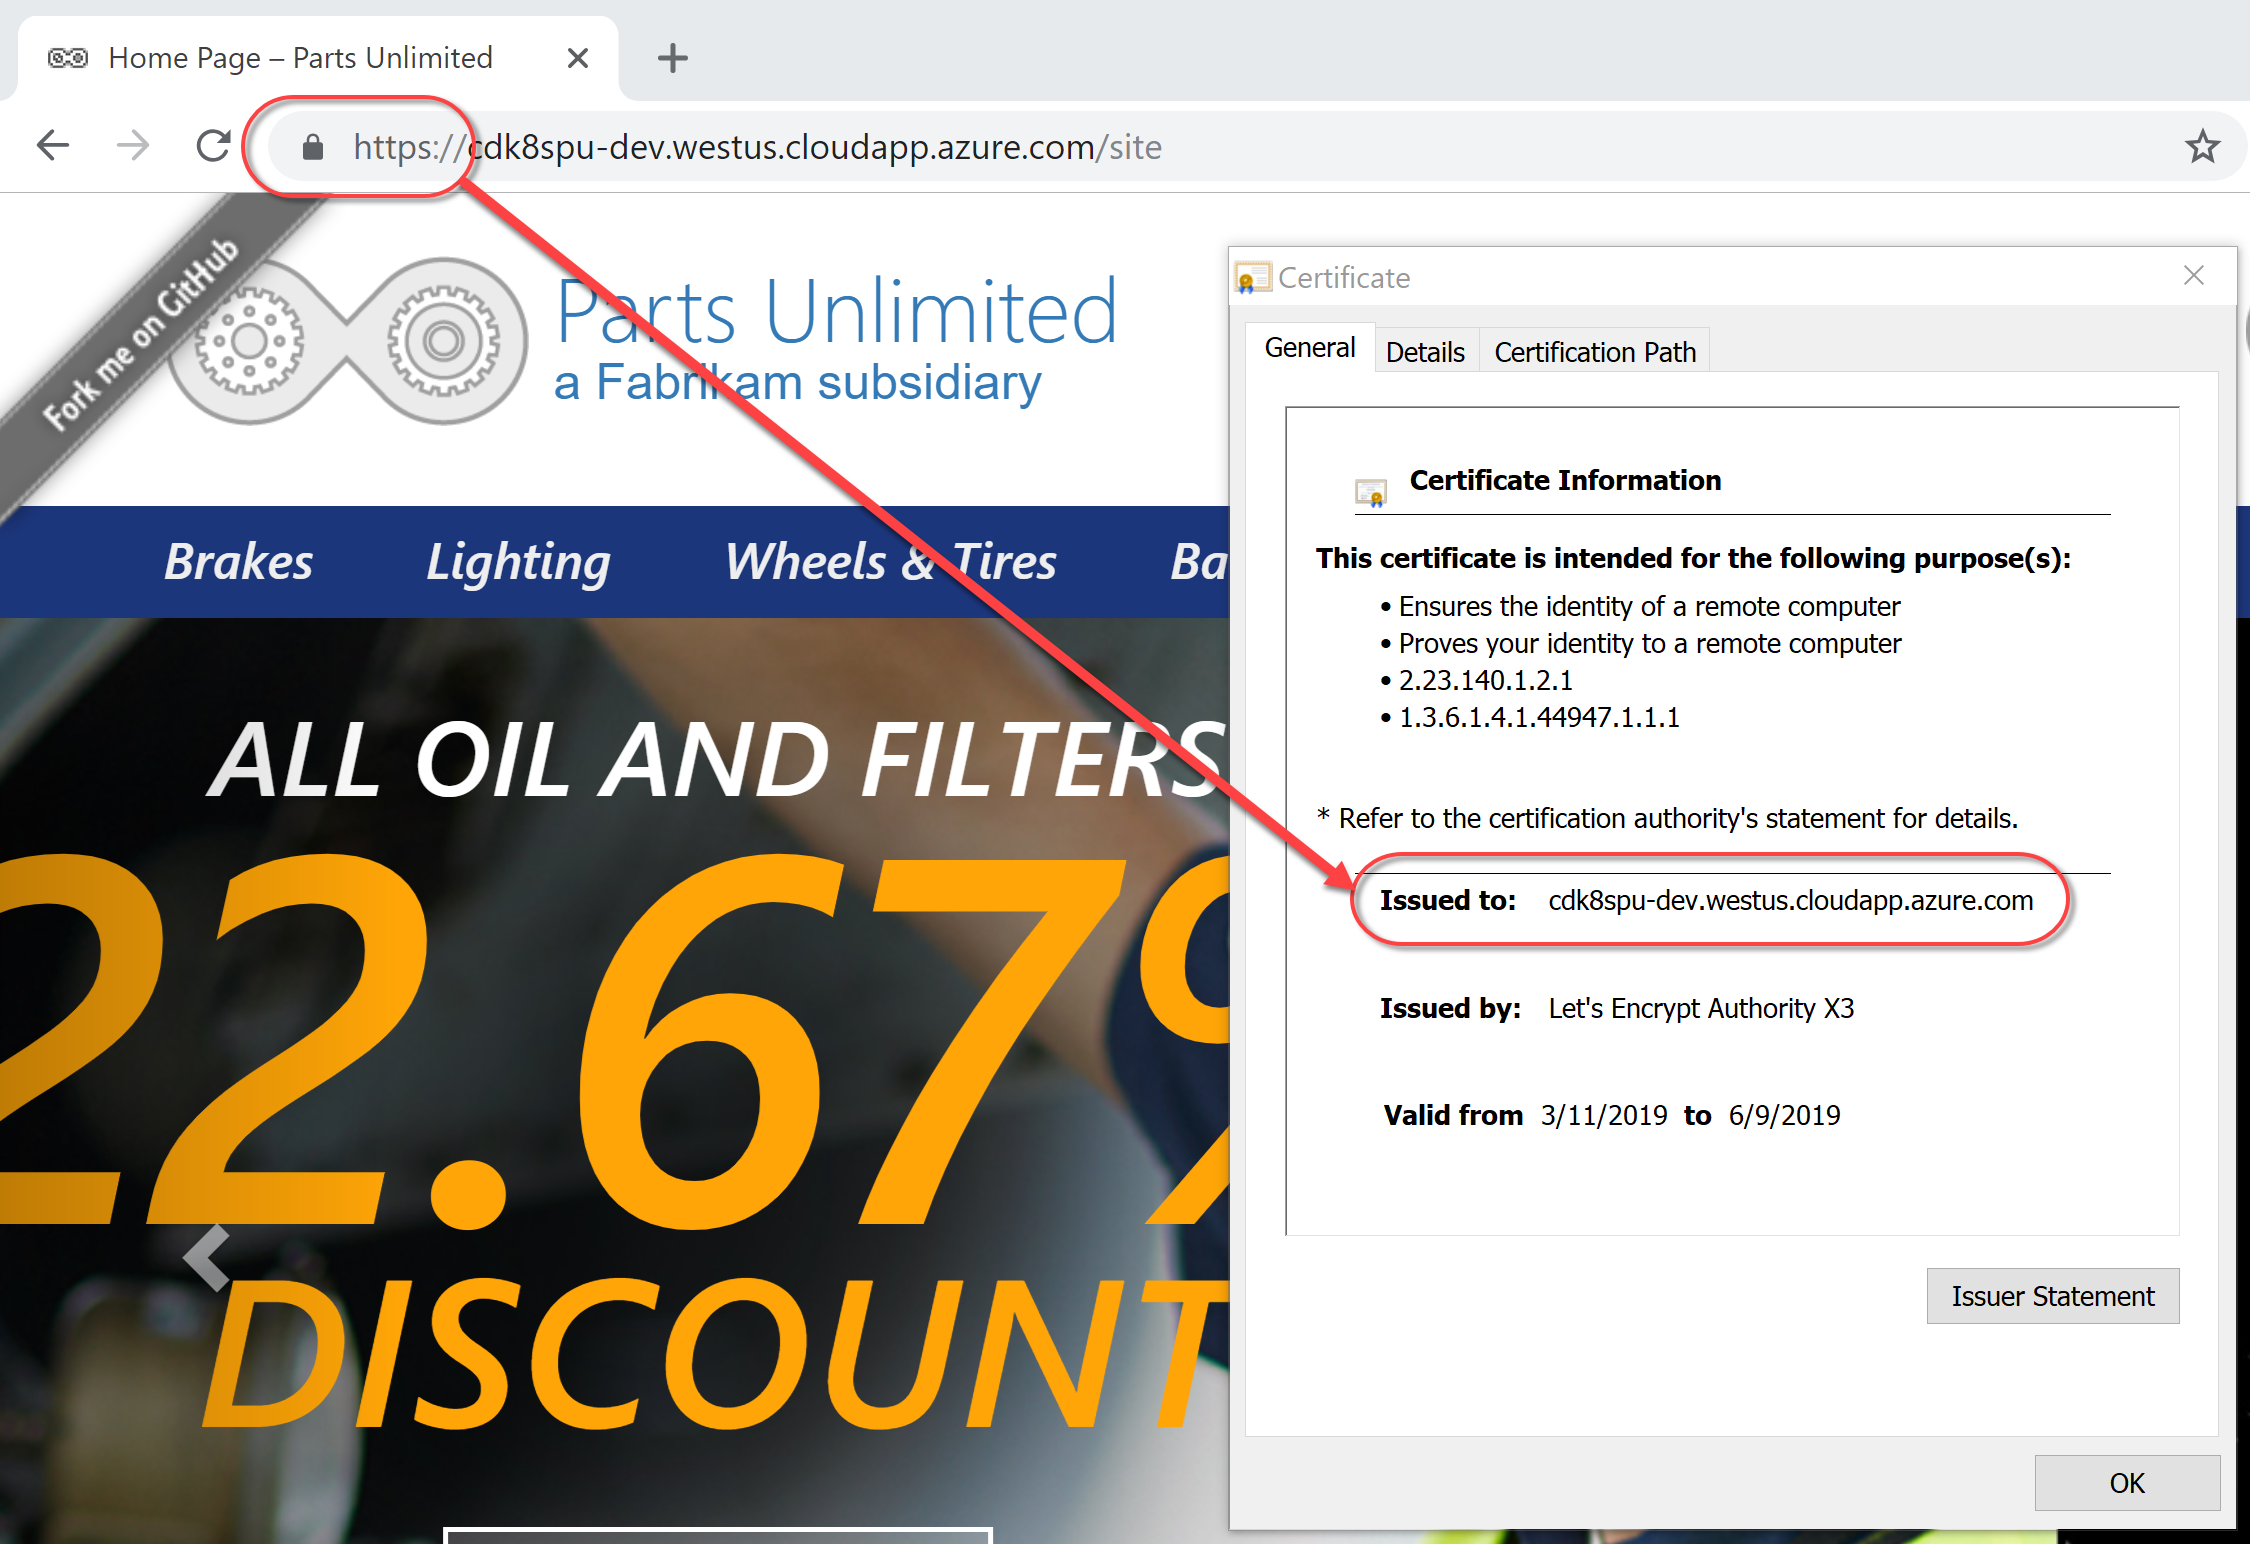 Home Page – Parts Unlimited
https://cdk8spu-dev.westus.cloudapp.azure.com/site
Fork me on GitHub
Parts Unlimited
a Fabrikam subsidiary
Brakes Lighting Wheels & Tires Ba
ALL OIL AND FILTERS
22.67%
DISCOUNT
Certificate
General Details Certification Path
Certificate Information
This certificate is intended for the following purpose(s):
• Ensures the identity of a remote computer
• Proves your identity to a remote computer
• 2.23.140.1.2.1
• 1.3.6.1.4.1.44947.1.1.1
* Refer to the certification authority's statement for details.
Issued to: cdk8spu-dev.westus.cloudapp.azure.com
Issued by: Let's Encrypt Authority X3
Valid from 3/11/2019 to 6/9/2019
Issuer Statement
OK